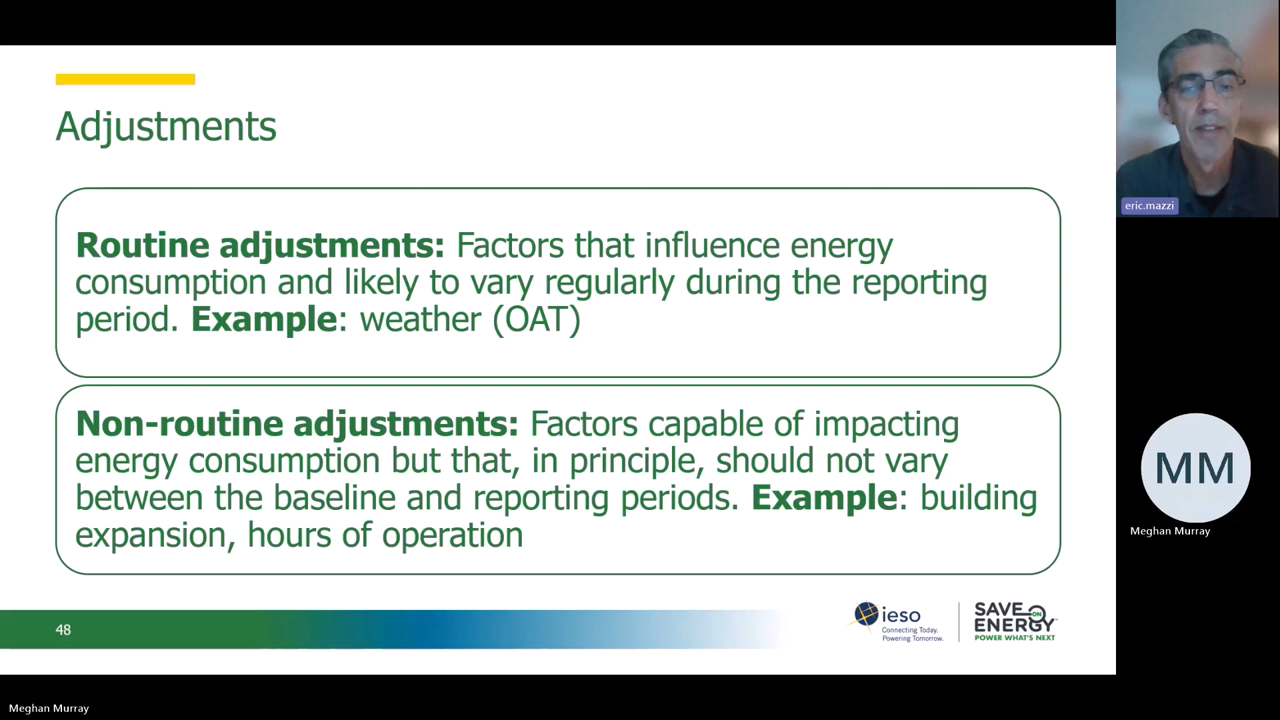 Adjustments
Routine adjustments: Factors that influence energy
consumption and likely to vary regularly during the reporting
period. Example: weather (OAT)
Non-routine adjustments: Factors capable of impacting
energy consumption but that, in principle, should not vary
between the baseline and reporting periods. Example: building
expansion, hours of operation
48
ieso
Connecting Today.
Powering Tomorrow.
SAVE
ON
ENERGY
POWER WHAT'S NEXT
eric.mazzi
MM
Meghan Murray
Meghan Murray